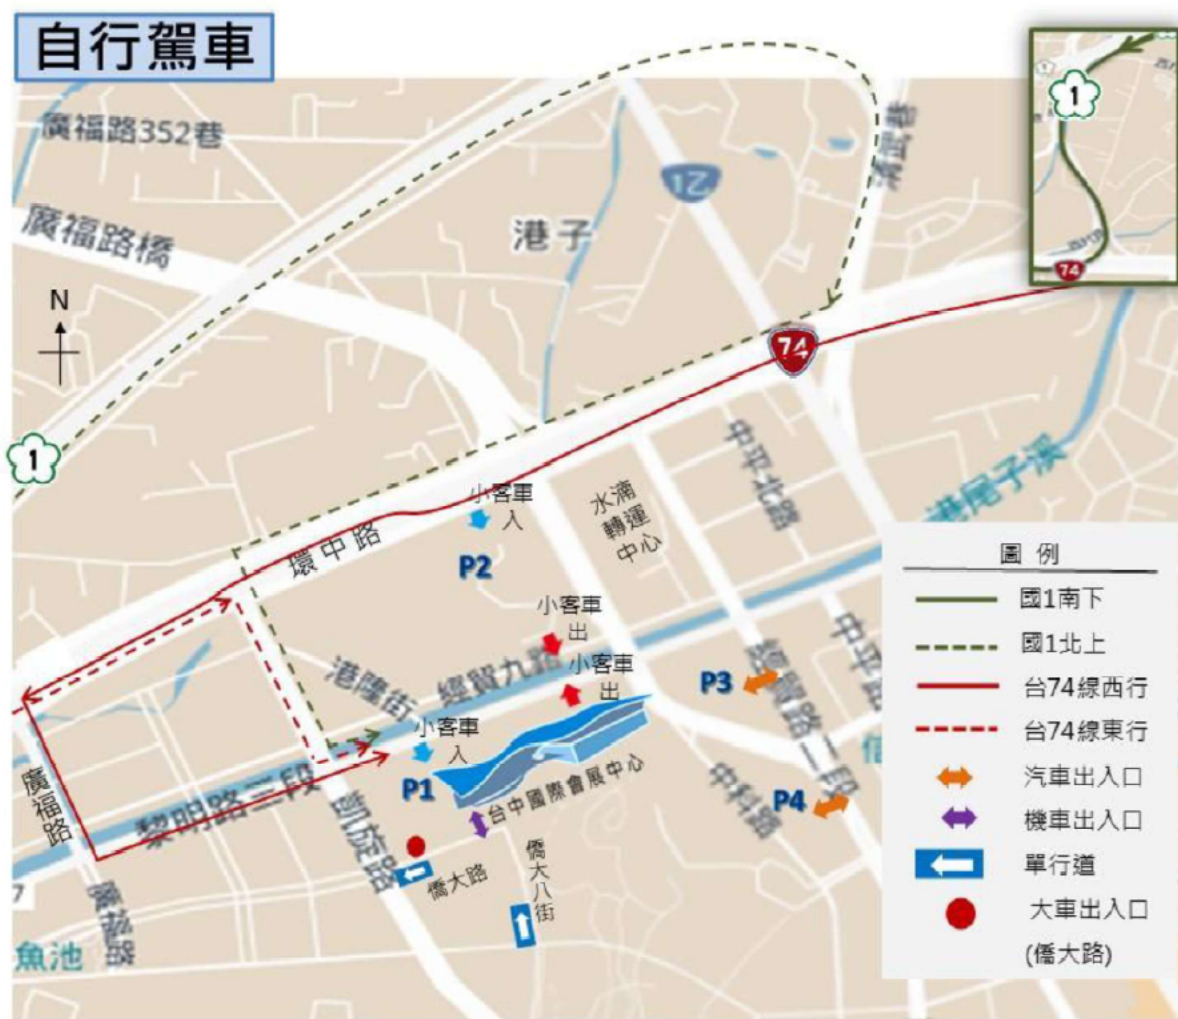 自行駕車
1
廣福路352巷
12
74
廣福路橋
港子
N
74
1
中平北路
港尾子溪
小客車
入
水湳
轉運
中心
環中路
P2
小客車
出
總賢九路
小客車
出
港隆街
P3
小客車
入
P1
台中國際會展中心
P4
中科路
廣福路
黎明路三段
凱旋路
僑大路
僑大八街
廣福路
7
魚池
圖例
國1南下
國1北上
台74線西行
台74線東行
汽車出入口
機車出入口
單行道
大車出入口
(僑大路)